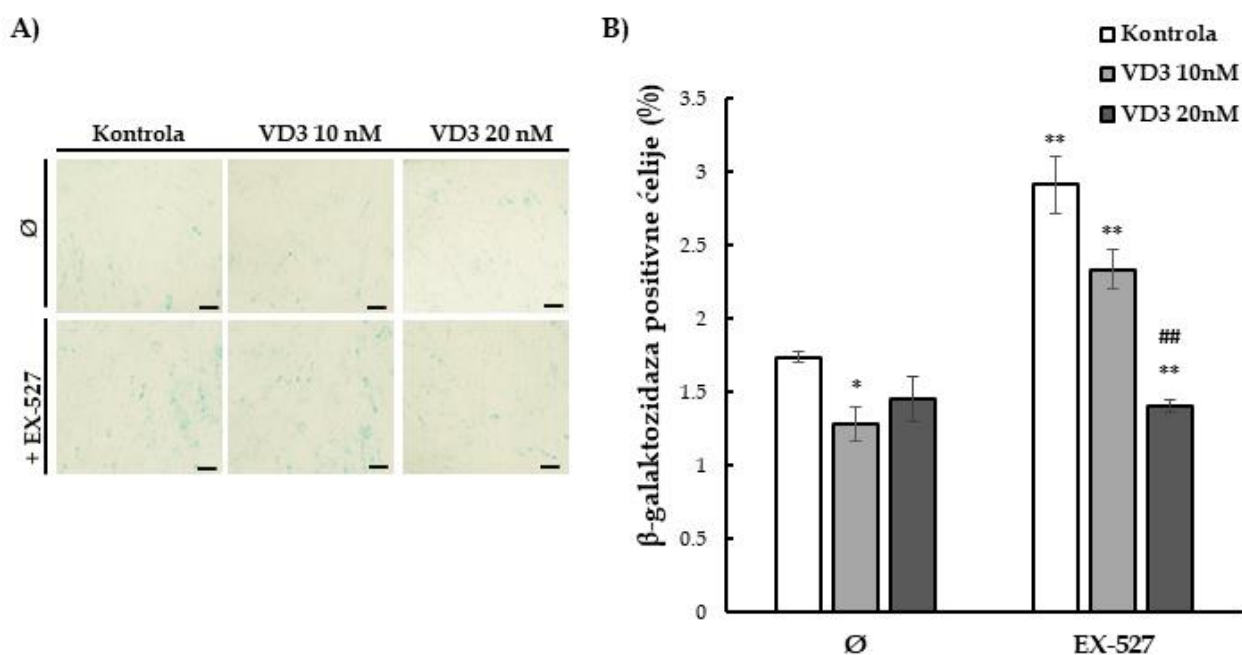 A)
Kontrola VD3 10 nM VD3 20 nM
Ø
+ EX-527
B)
Kontrola
VD3 10nM
VD3 20nM
β-galaktozidaza positivne ćelije (%)
3.5
3
2.5
2
1.5
1
0.5
0
*
**
**
##
**
Ø EX-527